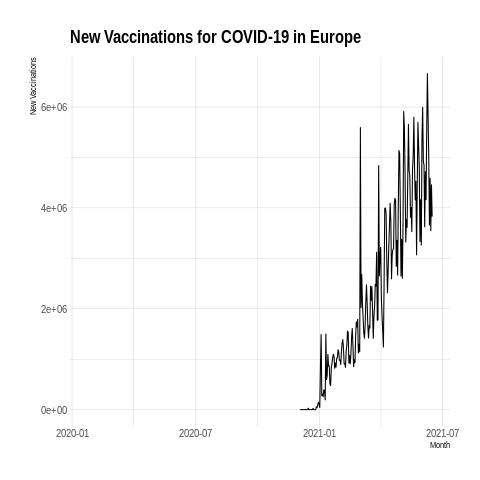 New Vaccinations for COVID-19 in Europe
New Vaccinations
6e+06
4e+06
2e+06
0e+00
2020-01 2020-07 2021-01 2021-07
Month